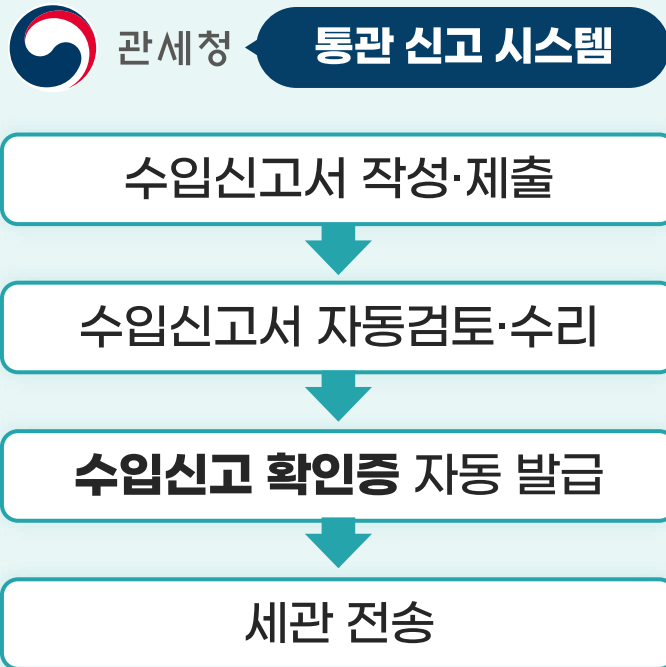 관세청 통관 신고 시스템
수입신고서 작성·제출
수입신고서 자동검토·수리
수입신고 확인증 자동 발급
세관 전송